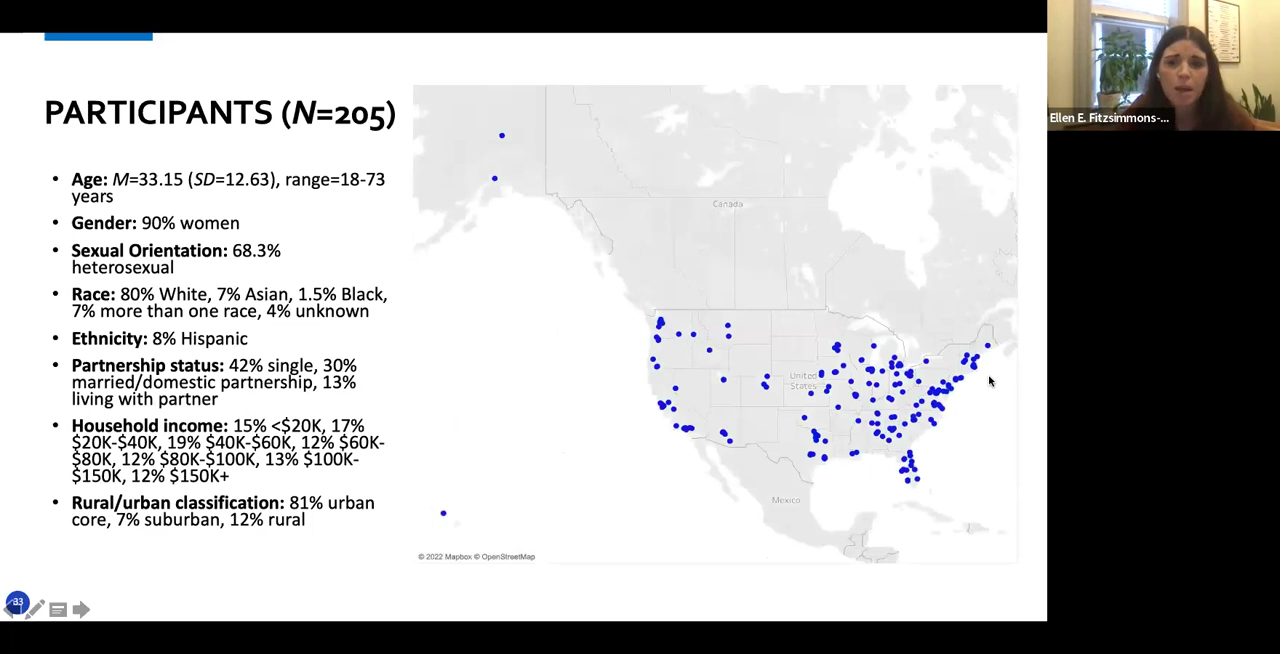 PARTICIPANTS (N=205)
• Age: M=33.15 (SD=12.63), range=18-73
years
• Gender: 90% women
• Sexual Orientation: 68.3%
heterosexual
• Race: 80% White, 7% Asian, 1.5% Black,
7% more than one race, 4% unknown
• Ethnicity: 8% Hispanic
• Partnership status: 42% single, 30%
married/domestic partnership, 13%
living with partner
• Household income: 15% <$20K, 17%
$20K-$40K, 19% $40K-$60K, 12% $60K-
$80K, 12% $80K-$100K, 13% $100K-
$150K, 12% $150K+
• Rural/urban classification: 81% urban
core, 7% suburban, 12% rural
Canada
United
States
Mexico
© 2022 Mapbox © OpenStreetMap
33
Ellen E. Fitzsimmons-...